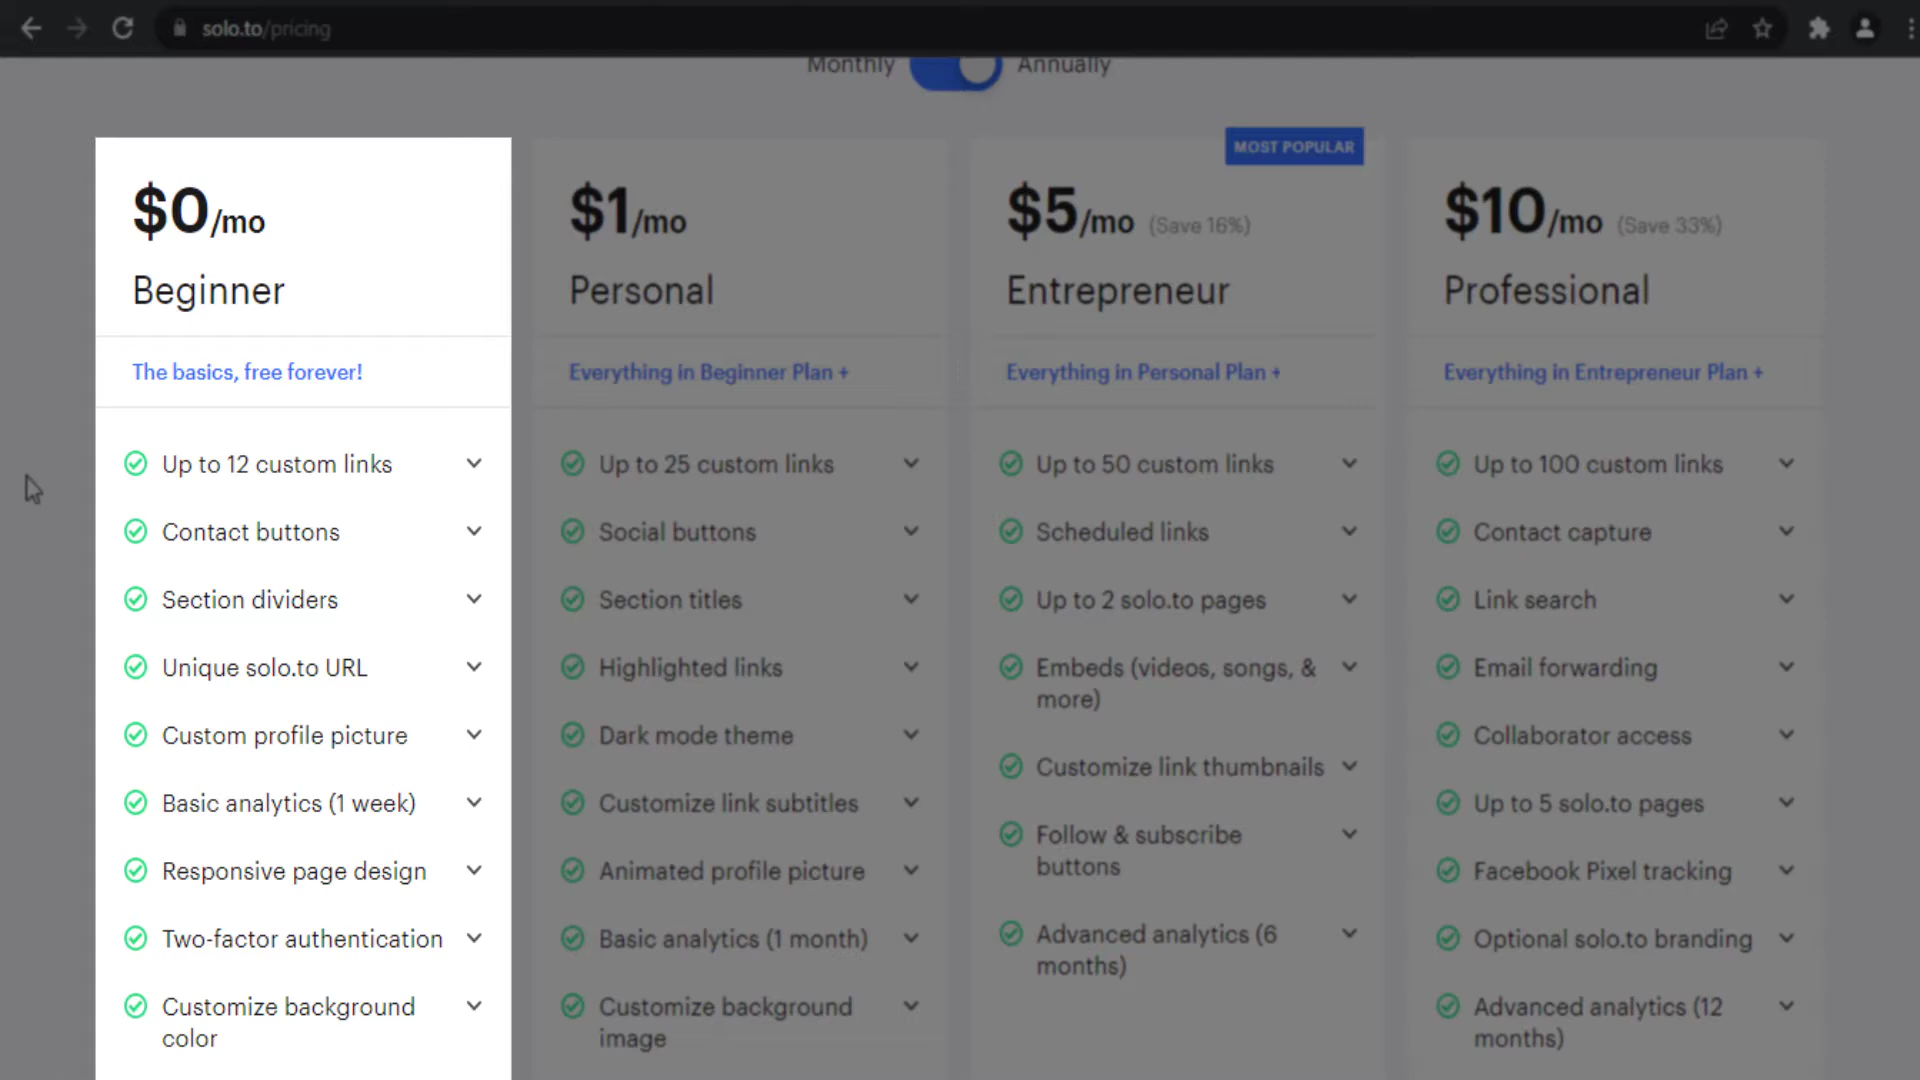 solo.to/pricing
Monthly Annually
$0/mo
Beginner
The basics, free forever!
Up to 12 custom links
Contact buttons
Section dividers
Unique solo.to URL
Custom profile picture
Basic analytics (1 week)
Responsive page design
Two-factor authentication
Customize background
color
$1/mo
Personal
Everything in Beginner Plan +
Up to 25 custom links
Social buttons
Section titles
Highlighted links
Dark mode theme
Customize link subtitles
Animated profile picture
Basic analytics (1 month)
Customize background
image
MOST POPULAR
$5/mo (Save 16%)
Entrepreneur
Everything in Personal Plan +
Up to 50 custom links
Scheduled links
Up to 2 solo.to pages
Embeds (videos, songs, &
more)
Customize link thumbnails
Follow & subscribe
buttons
Advanced analytics (6
months)
$10/mo (Save 33%)
Professional
Everything in Entrepreneur Plan +
Up to 100 custom links
Contact capture
Link search
Email forwarding
Collaborator access
Up to 5 solo.to pages
Facebook Pixel tracking
Optional solo.to branding
Advanced analytics (12
months)